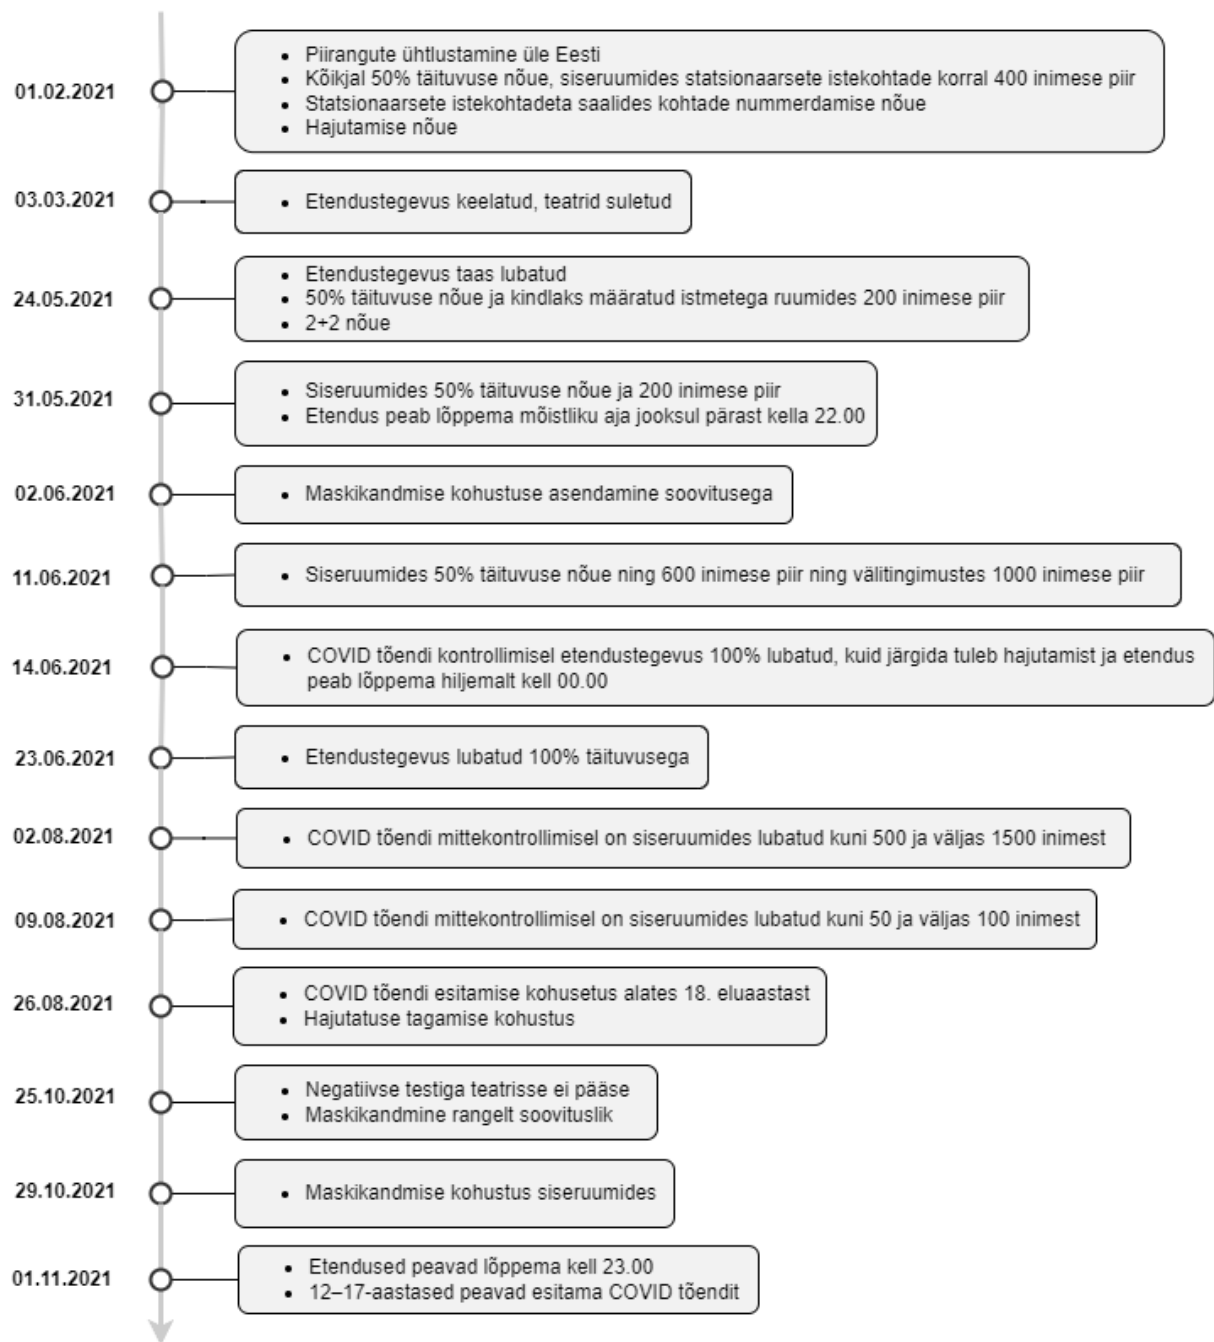 01.02.2021
• Piirangute ühtlustamine üle Eesti
• Kõikjal 50% täituvuse nõue, siseruumides statsionaarsete istekohtade korral 400 inimese piir
• Statsionaarsete istekohtadeta saalides kohtade nummerdamise nõue
• Hajutamise nõue
03.03.2021
• Etendustegevus keelatud, teatrid suletud
24.05.2021
• Etendustegevus taas lubatud
• 50% täituvuse nõue ja kindlaks määratud istmetega ruumides 200 inimese piir
• 2+2 nõue
31.05.2021
• Siseruumides 50% täituvuse nõue ja 200 inimese piir
• Etendus peab lõppema mõistliku aja jooksul pärast kella 22.00
02.06.2021
• Maskikandmise kohustuse asendamine soovitusega
11.06.2021
• Siseruumides 50% täituvuse nõue ning 600 inimese piir ning välitingimustes 1000 inimese piir
14.06.2021
• COVID tõendi kontrollimisel etendustegevus 100% lubatud, kuid järgida tuleb hajutamist ja etendus
peab lõppema hiljemalt kell 00.00
23.06.2021
• Etendustegevus lubatud 100% täituvusega
02.08.2021
• COVID tõendi mittekontrollimisel on siseruumides lubatud kuni 500 ja väljas 1500 inimest
09.08.2021
• COVID tõendi mittekontrollimisel on siseruumides lubatud kuni 50 ja väljas 100 inimest
26.08.2021
• COVID tõendi esitamise kohusetus alates 18. eluaastast
• Hajutatuse tagamise kohustus
25.10.2021
• Negatiivse testiga teatrisse ei pääse
• Maskikandmine rangelt soovituslik
29.10.2021
• Maskikandmise kohustus siseruumides
01.11.2021
• Etendused peavad lõppema kell 23.00
• 12–17-aastased peavad esitama COVID tõendit